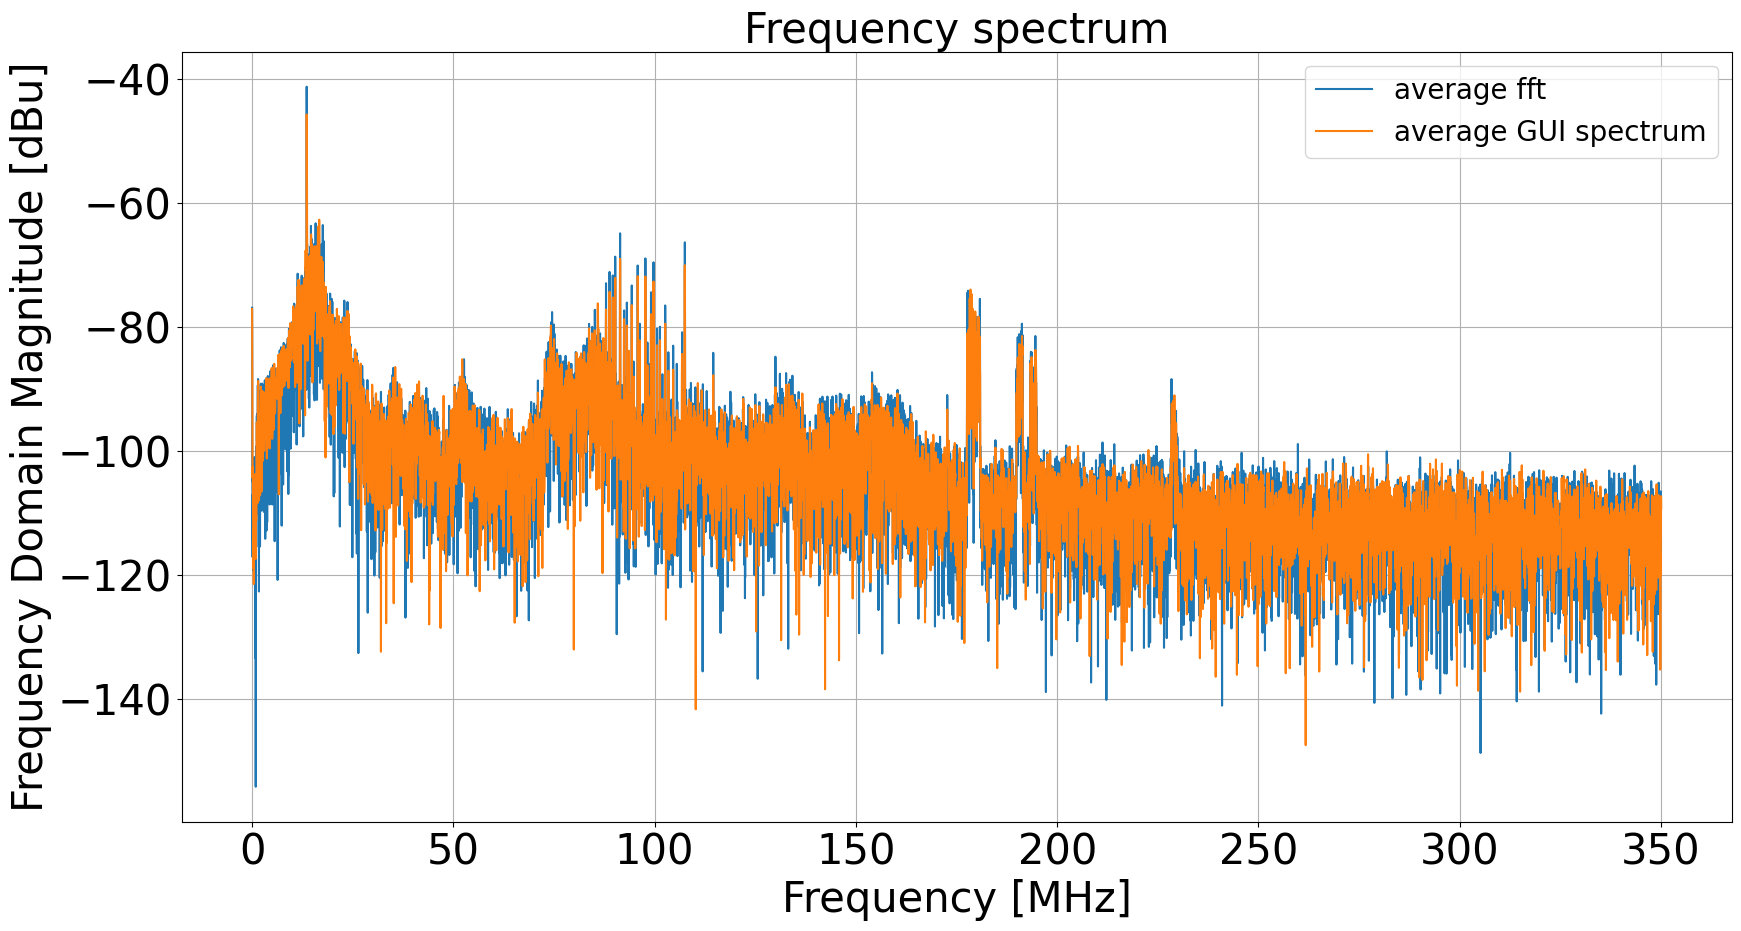 Frequency spectrum
average fft
average GUI spectrum
Frequency Domain Magnitude [dBu]
−40
−60
−80
−100
−120
−140
0 50 100 150 200 250 300 350
Frequency [MHz]